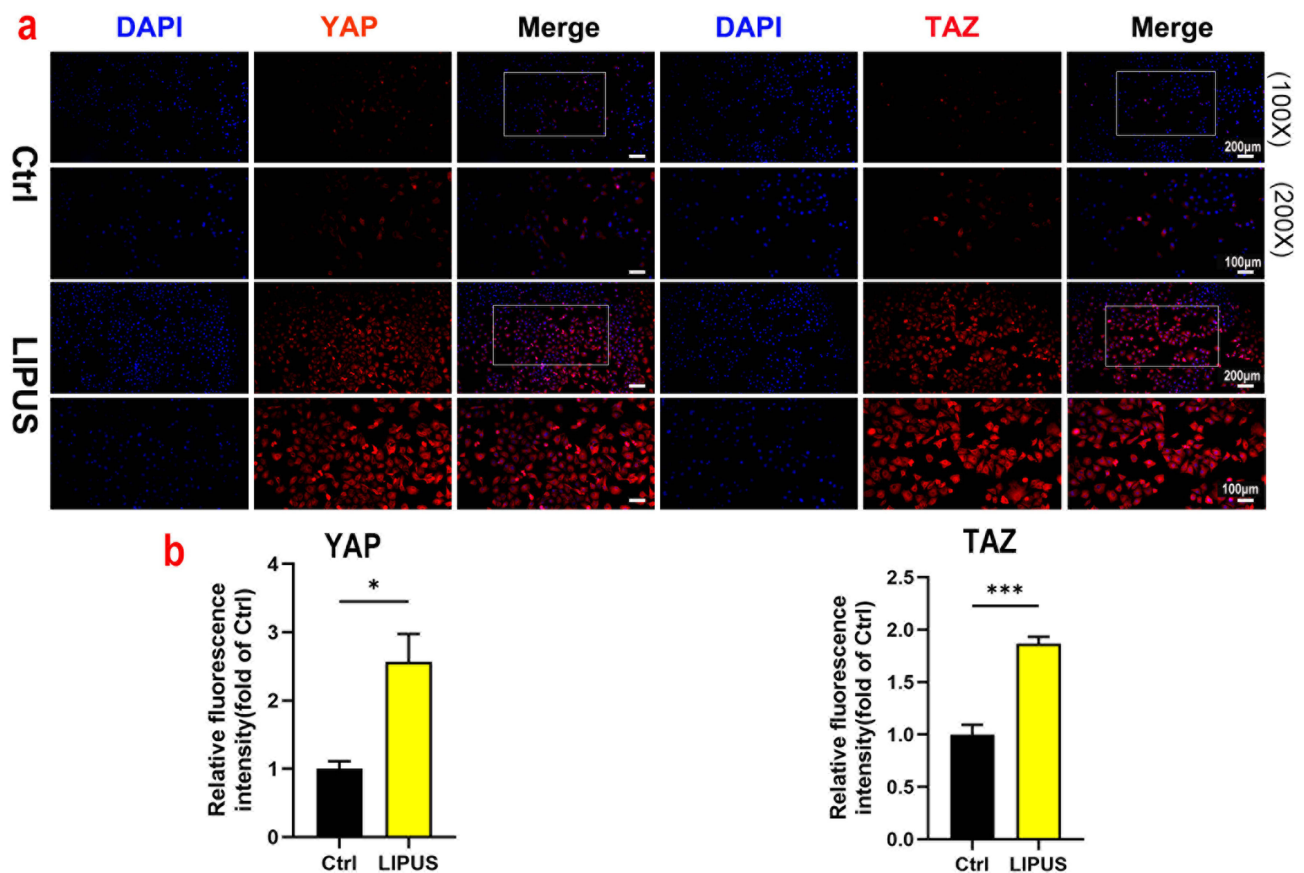 a
DAPI YAP Merge DAPI TAZ Merge
Ctrl
(100X)
200μm
(200X)
100μm
LIPUS
200μm
100μm
b
YAP
Relative fluorescence
intensity(fold of Ctrl)
4
3
2
1
0
*
Ctrl LIPUS
TAZ
Relative fluorescence
intensity(fold of Ctrl)
2.5
2.0
1.5
1.0
0.5
0.0
***
Ctrl LIPUS